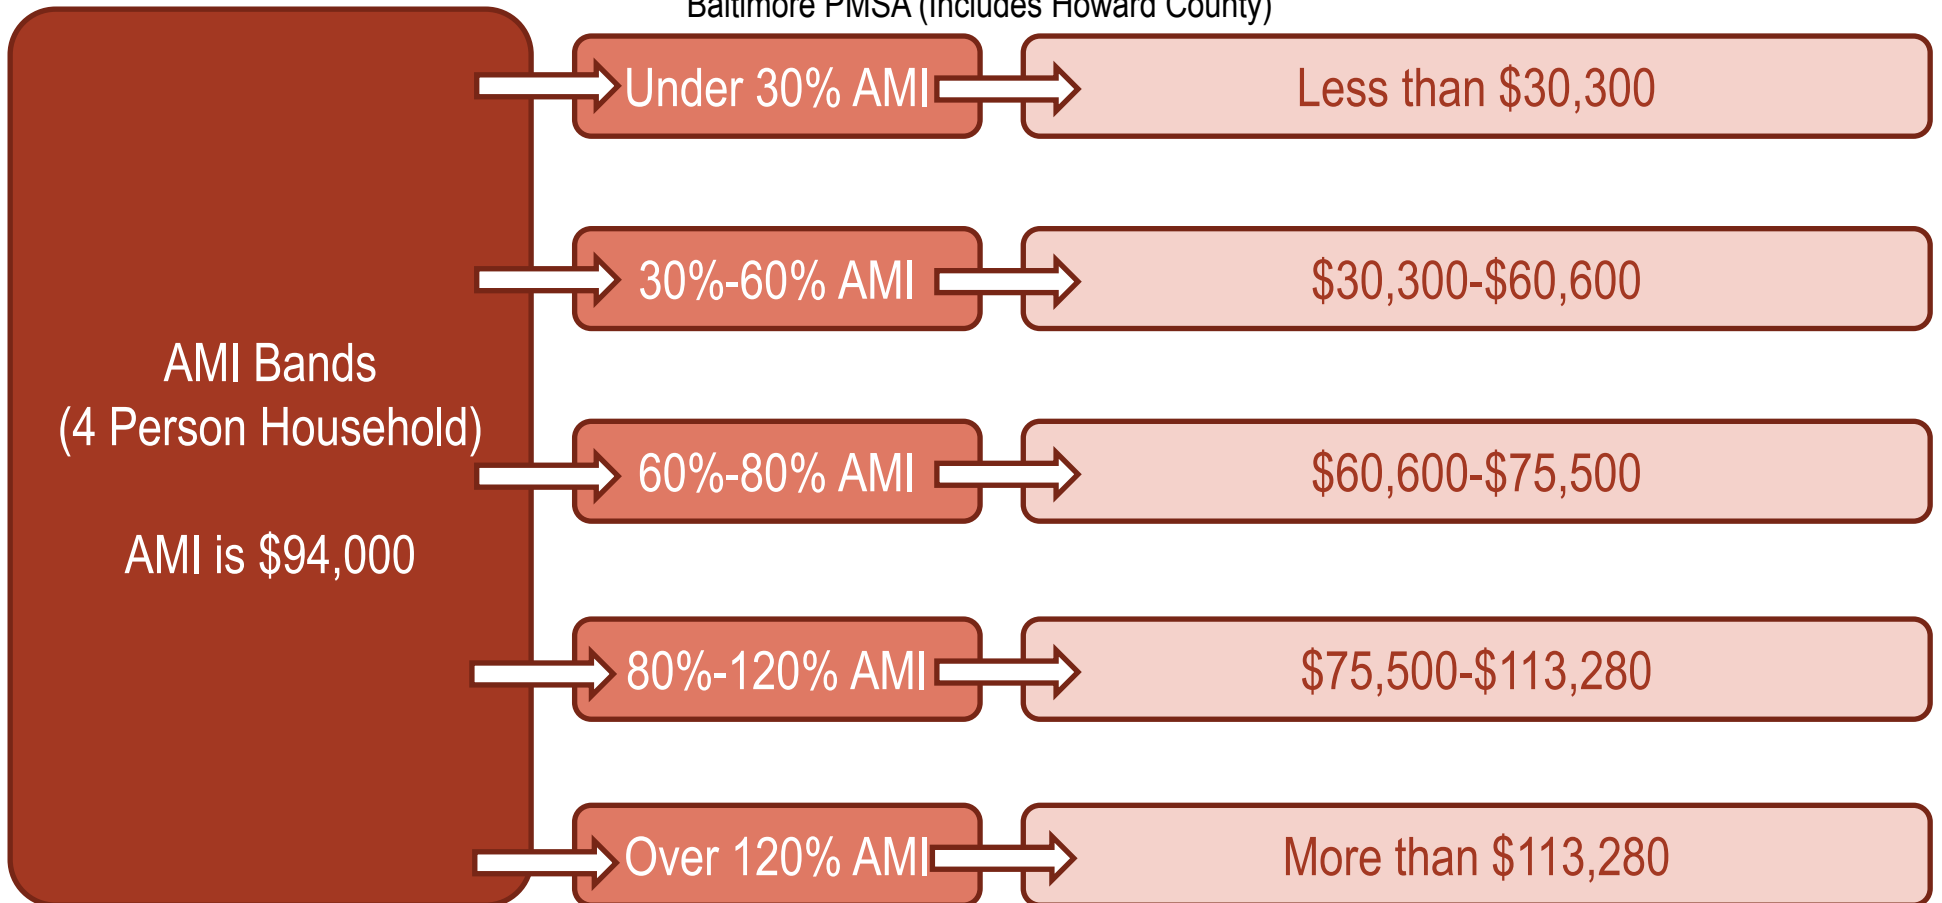 Baltimore PMSA (Includes Howard County)
AMI Bands
(4 Person Household)
AMI is $94,000
Under 30% AMI
Less than $30,300
30%-60% AMI
$30,300-$60,600
60%-80% AMI
$60,600-$75,500
80%-120% AMI
$75,500-$113,280
Over 120% AMI
More than $113,280